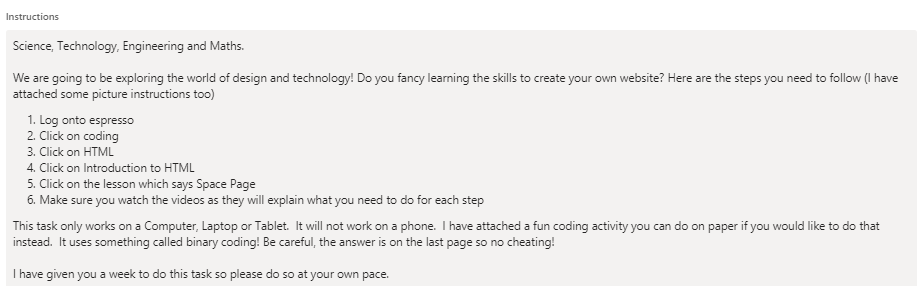 Instructions
Science, Technology, Engineering and Maths.
We are going to be exploring the world of design and technology! Do you fancy learning the skills to create your own website? Here are the steps you need to follow (I have
attached some picture instructions too)
1. Log onto espresso
2. Click on coding
3. Click on HTML
4. Click on Introduction to HTML
5. Click on the lesson which says Space Page
6. Make sure you watch the videos as they will explain what you need to do for each step
This task only works on a Computer, Laptop or Tablet. It will not work on a phone. I have attached a fun coding activity you can do on paper if you would like to do that
instead. It uses something called binary coding! Be careful, the answer is on the last page so no cheating!
I have given you a week to do this task so please do so at your own pace.